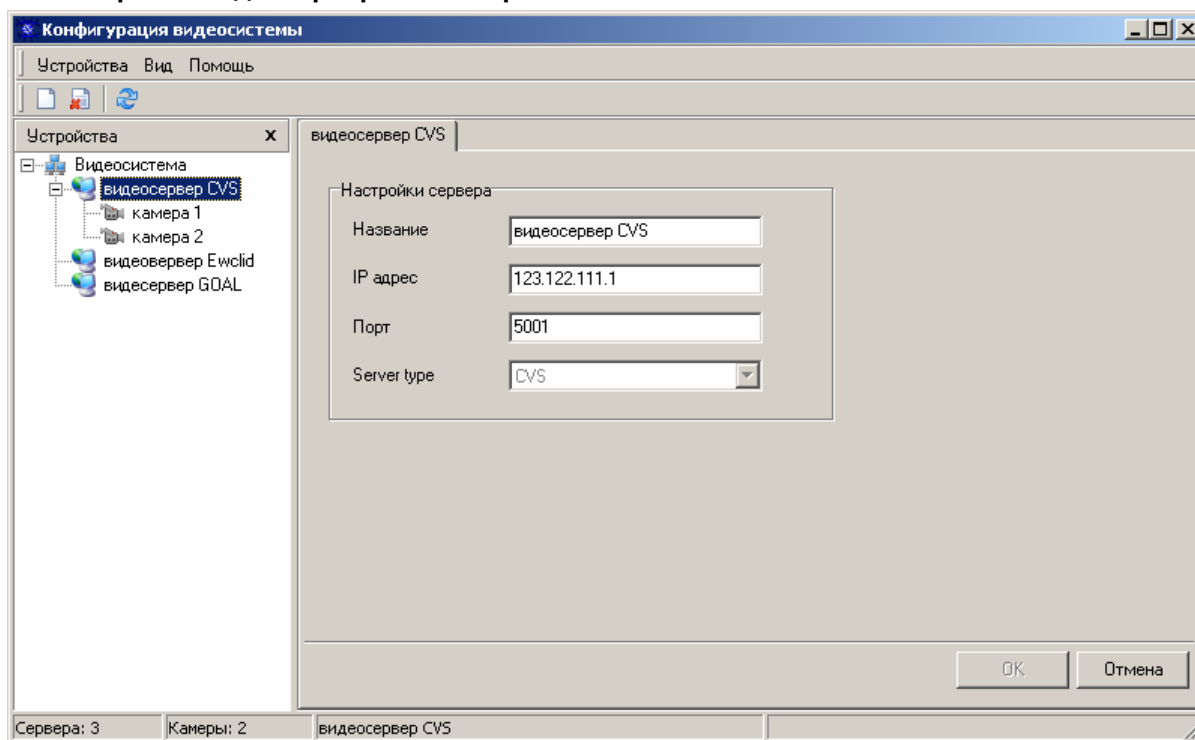 Конфигурация видеосистемы
Устройства Вид Помощь
Устройства x
Видеосистема
видеосервер CVS
камера 1
камера 2
видеовервер Ewclid
видесервер GOAL
видеосервер CVS
Настройки сервера
Название видеосервер CVS
IP адрес 123.122.111.1
Порт 5001
Server type CVS
OK Отмена
Сервера: 3 Камеры: 2 видеосервер CVS